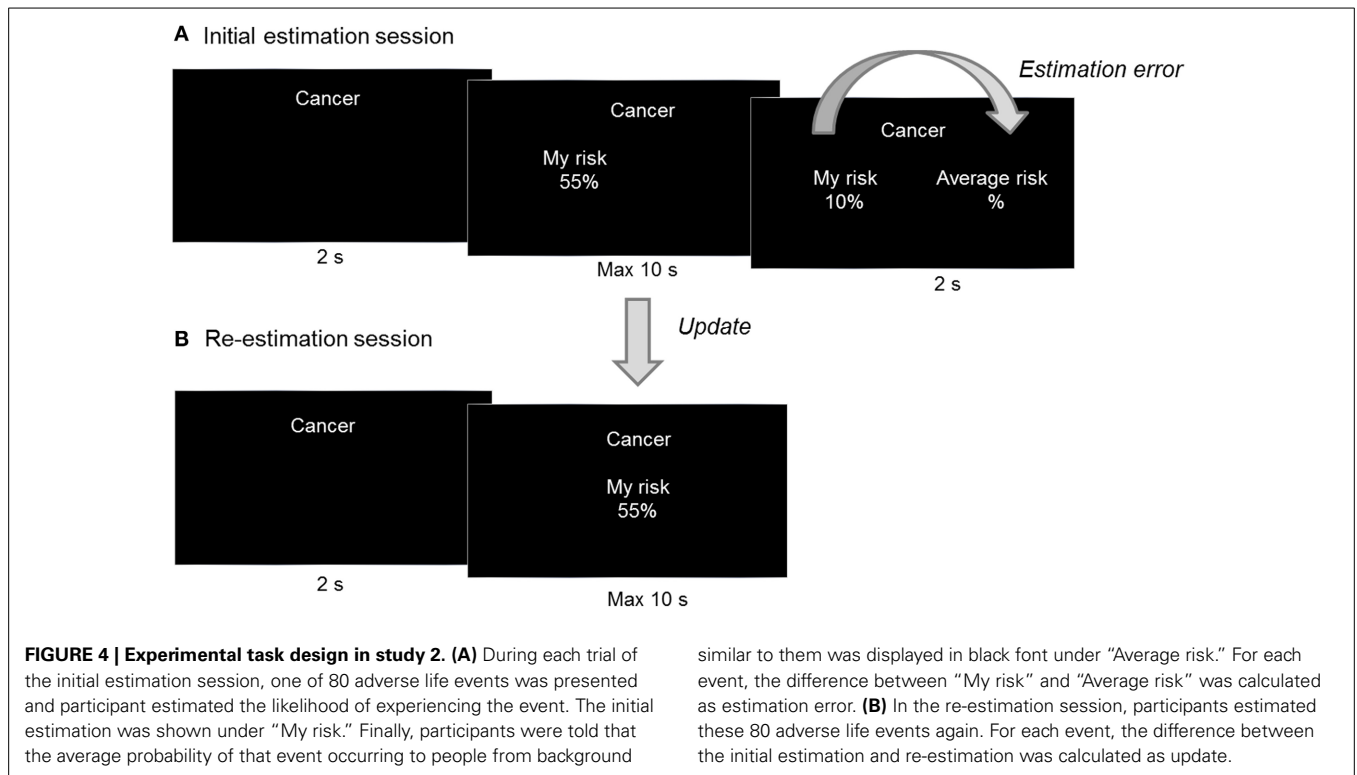 A Initial estimation session
Estimation error
Cancer
2 s
Cancer
My risk
55%
Max 10 s
Cancer
My risk Average risk
10% %
2 s
Update
B Re-estimation session
Cancer
2 s
Cancer
My risk
55%
Max 10 s
FIGURE 4 | Experimental task design in study 2. (A) During each trial of
the initial estimation session, one of 80 adverse life events was presented
and participant estimated the likelihood of experiencing the event. The initial
estimation was shown under “My risk.” Finally, participants were told that
the average probability of that event occurring to people from background
similar to them was displayed in black font under “Average risk.” For each
event, the difference between “My risk” and “Average risk” was calculated
as estimation error. (B) In the re-estimation session, participants estimated
these 80 adverse life events again. For each event, the difference between
the initial estimation and re-estimation was calculated as update.